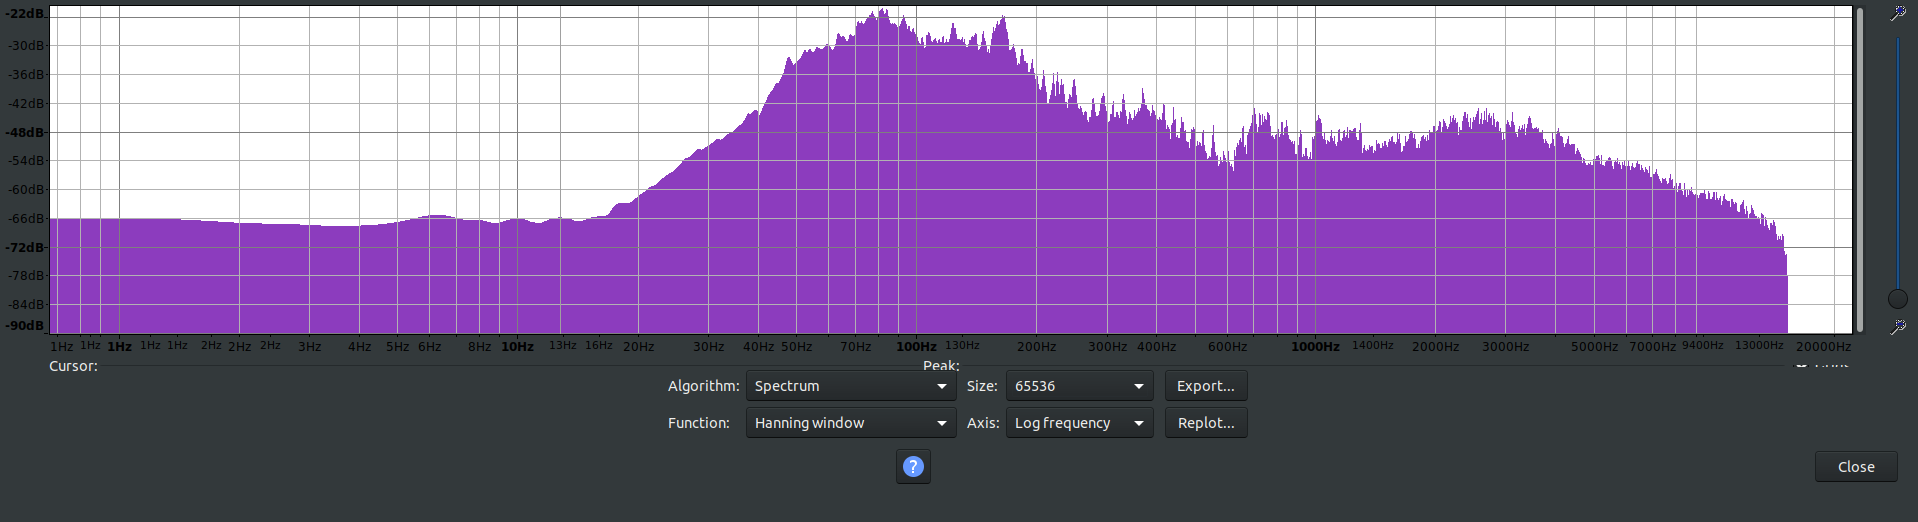 -22dB
-30dB
-36dB
-42dB
-48dB
-54dB
-60dB
-66dB
-72dB
-78dB
-84dB
-90dB
1Hz 1Hz 1Hz 1Hz 1Hz 2Hz 2Hz 2Hz 3Hz 4Hz 5Hz 6Hz 8Hz 10Hz 13Hz 16Hz 20Hz 30Hz 40Hz 50Hz 70Hz 100Hz 130Hz 200Hz 300Hz 400Hz 600Hz 1000Hz 1400Hz 2000Hz 3000Hz 5000Hz 7000Hz 9400Hz 13000Hz 20000Hz
Cursor: Peak:
Algorithm: Spectrum Size: 65536 Export...
Function: Hanning window Axis: Log frequency Replot...
?
Close